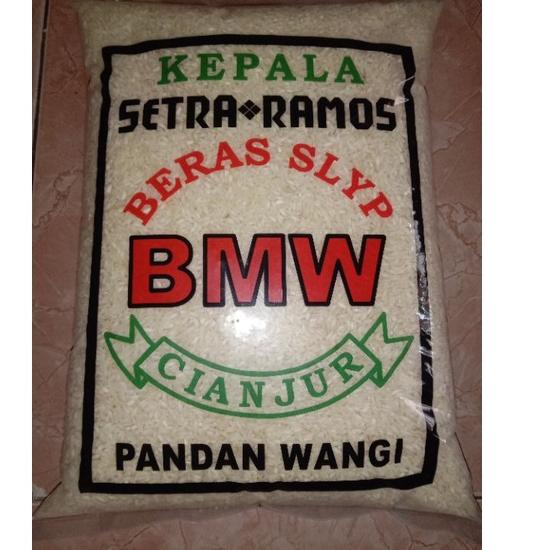 KEPALA
SETRA❖RAMOS
BERAS SLYP
BMW
CIANJUR
PANDAN WANGI